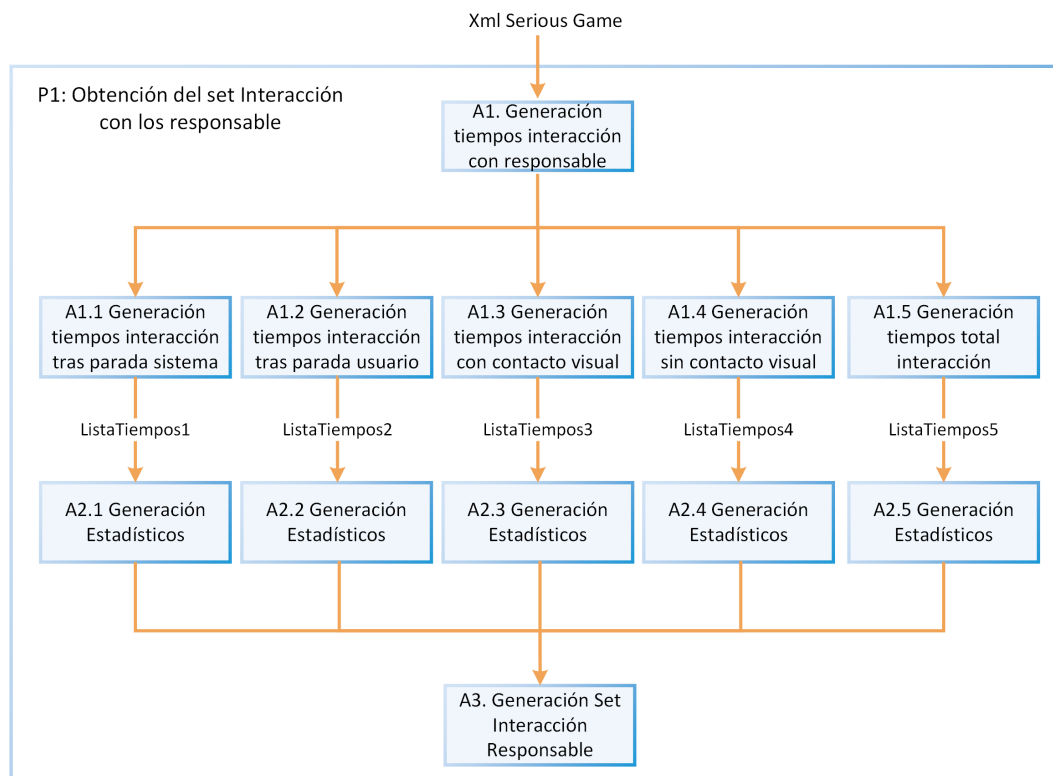 Xml Serious Game
P1: Obtención del set Interacción
con los responsable
A1. Generación
tiempos interacción
con responsable
A1.1 Generación
tiempos interacción
tras parada sistema
A1.2 Generación
tiempos interacción
tras parada usuario
A1.3 Generación
tiempos interacción
con contacto visual
A1.4 Generación
tiempos interacción
sin contacto visual
A1.5 Generación
tiempos total
interacción
ListaTiempos1
ListaTiempos2
ListaTiempos3
ListaTiempos4
ListaTiempos5
A2.1 Generación
Estadísticos
A2.2 Generación
Estadísticos
A2.3 Generación
Estadísticos
A2.4 Generación
Estadísticos
A2.5 Generación
Estadísticos
A3. Generación Set
Interacción
Responsable